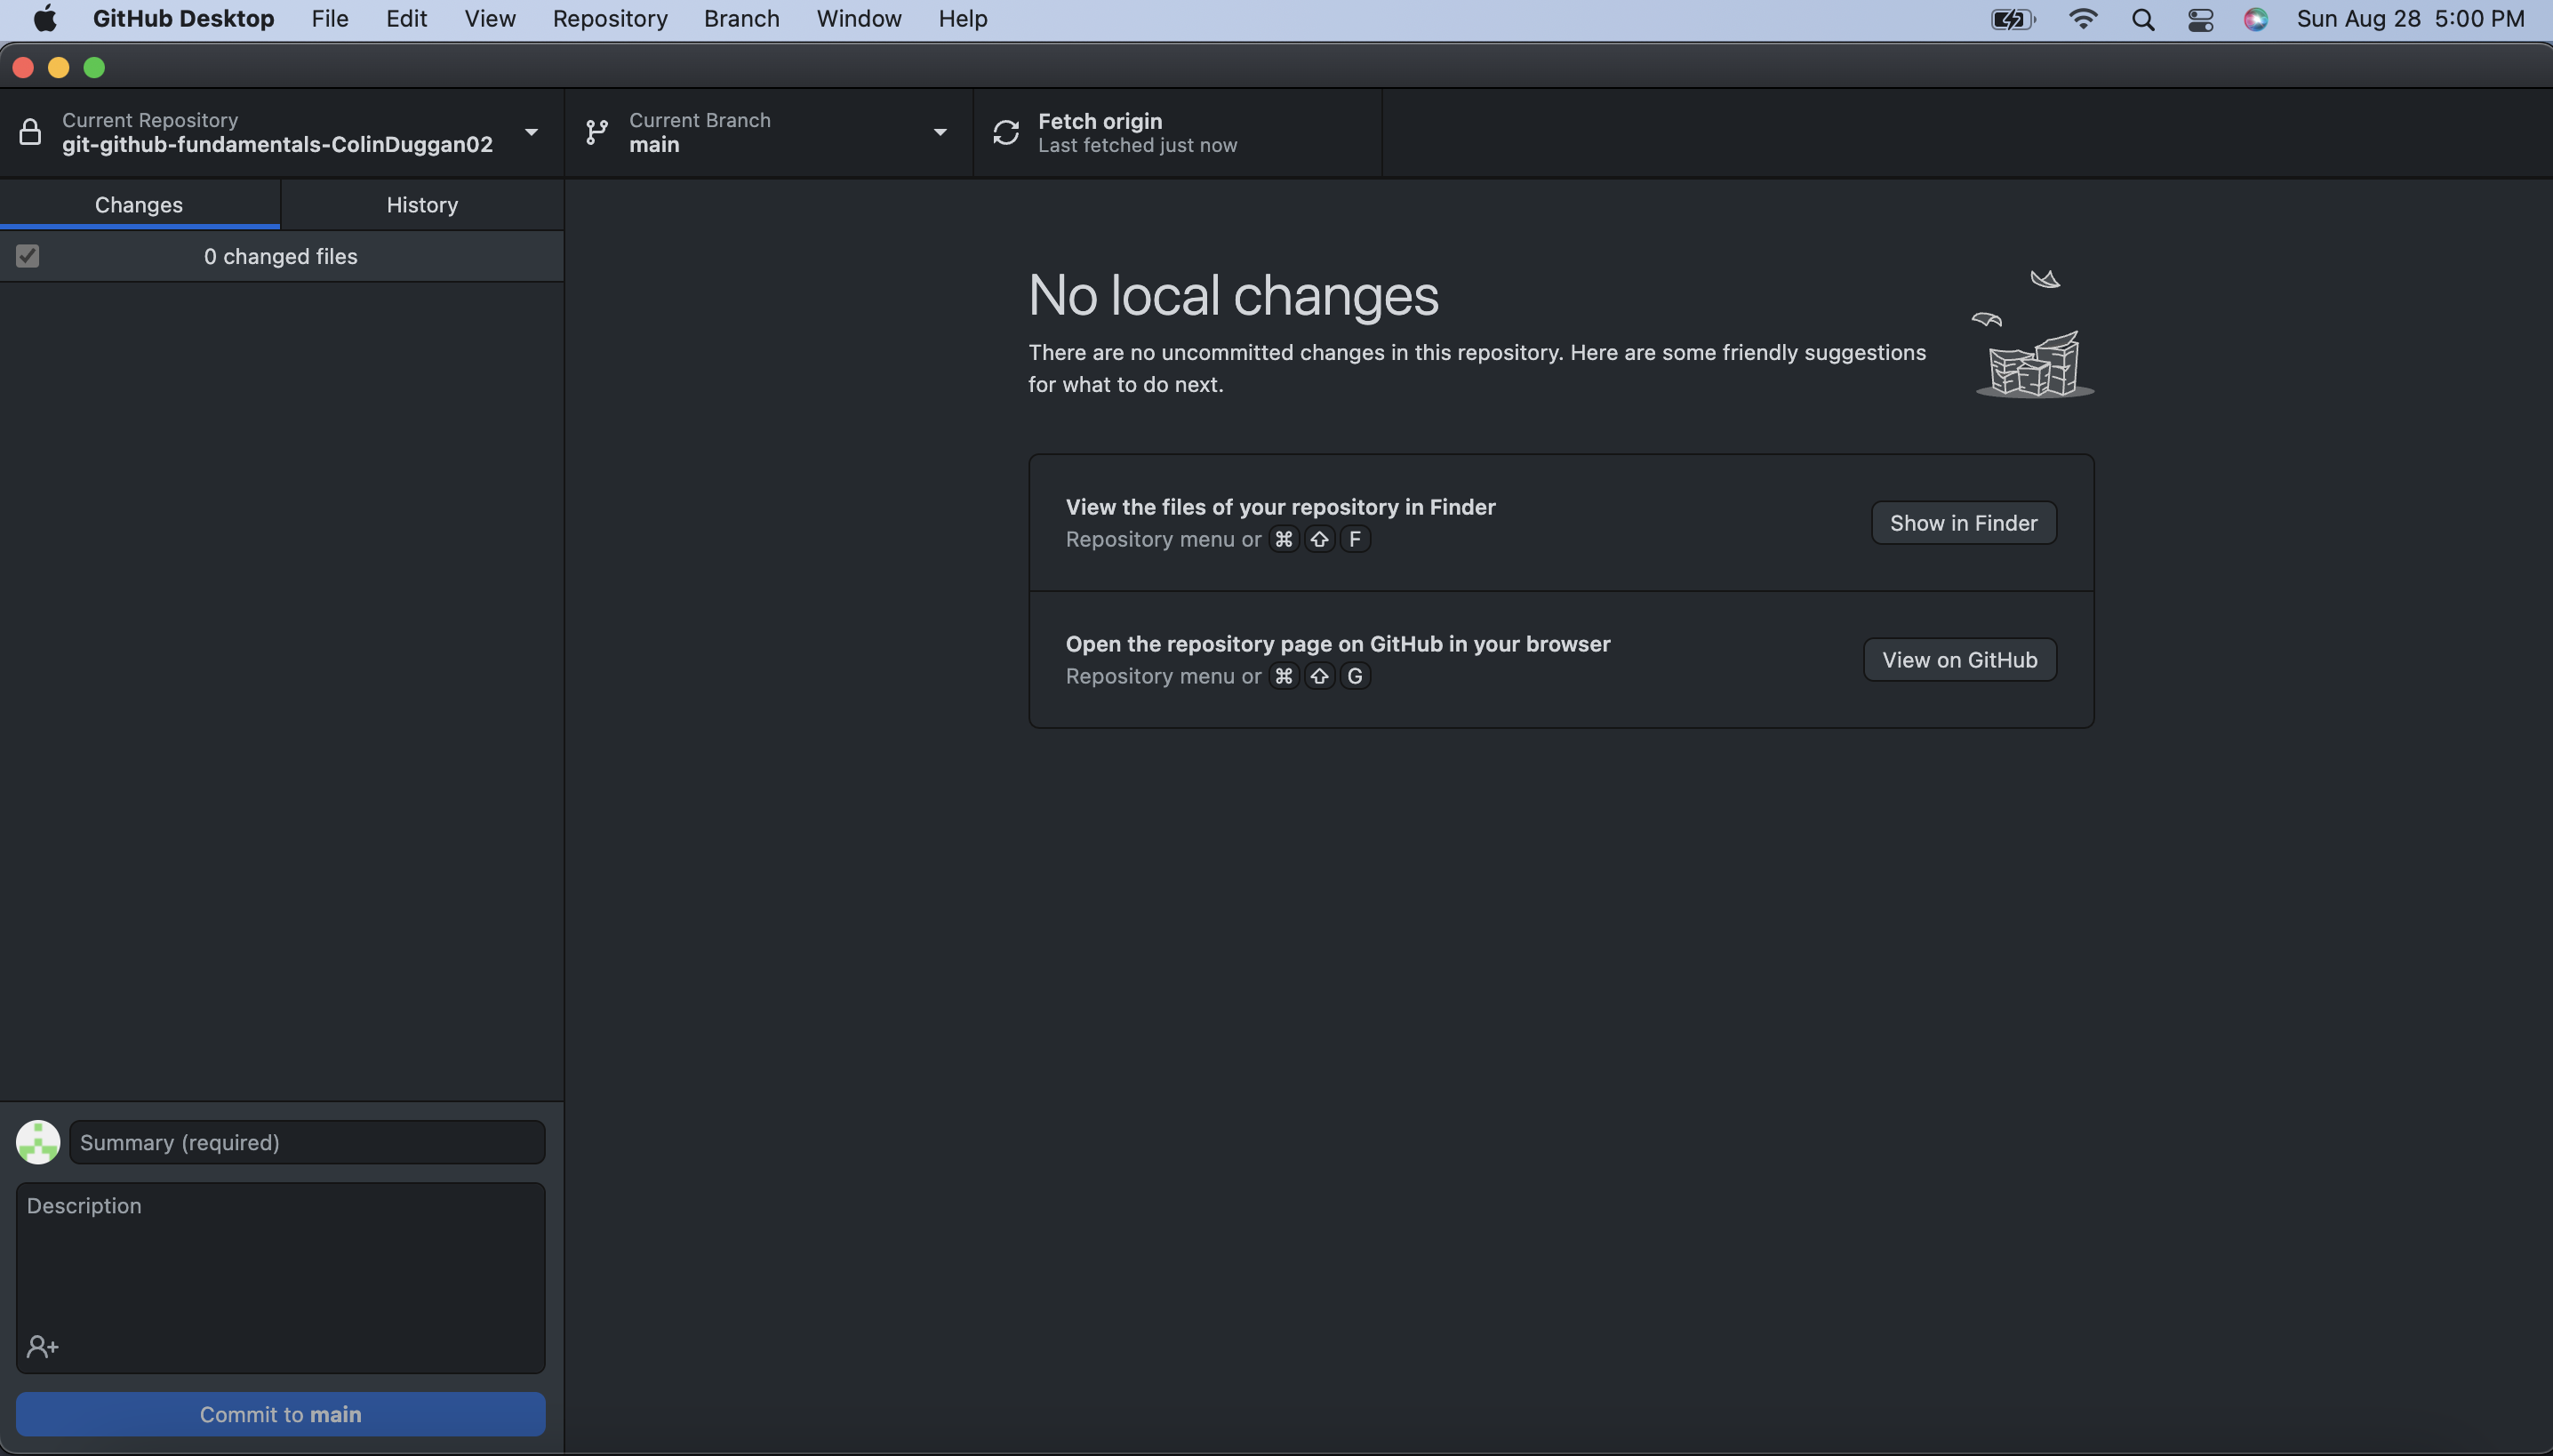 GitHub Desktop File Edit View Repository Branch Window Help Sun Aug 28 5:00 PM
Current Repository
git-github-fundamentals-ColinDuggan02
Current Branch
main
Fetch origin
Last fetched just now
Changes
History
0 changed files
No local changes
There are no uncommitted changes in this repository. Here are some friendly suggestions
for what to do next.
View the files of your repository in Finder
Repository menu or ⌘ ⇧ F
Show in Finder
Open the repository page on GitHub in your browser
Repository menu or ⌘ ⇧ G
View on GitHub
Summary (required)
Description
Commit to main